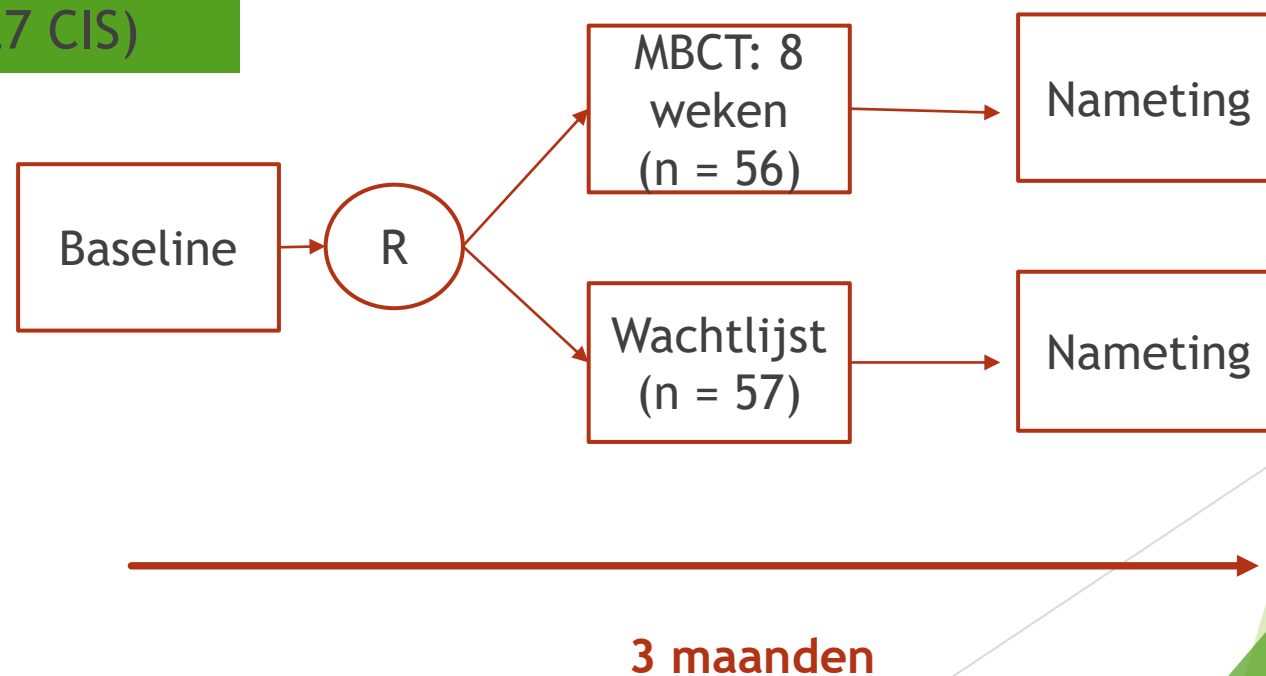 7 CIS)
Baseline
R
MBCT: 8
weken
(n = 56)
Nameting
Wachtlijst
(n = 57)
Nameting
3 maanden